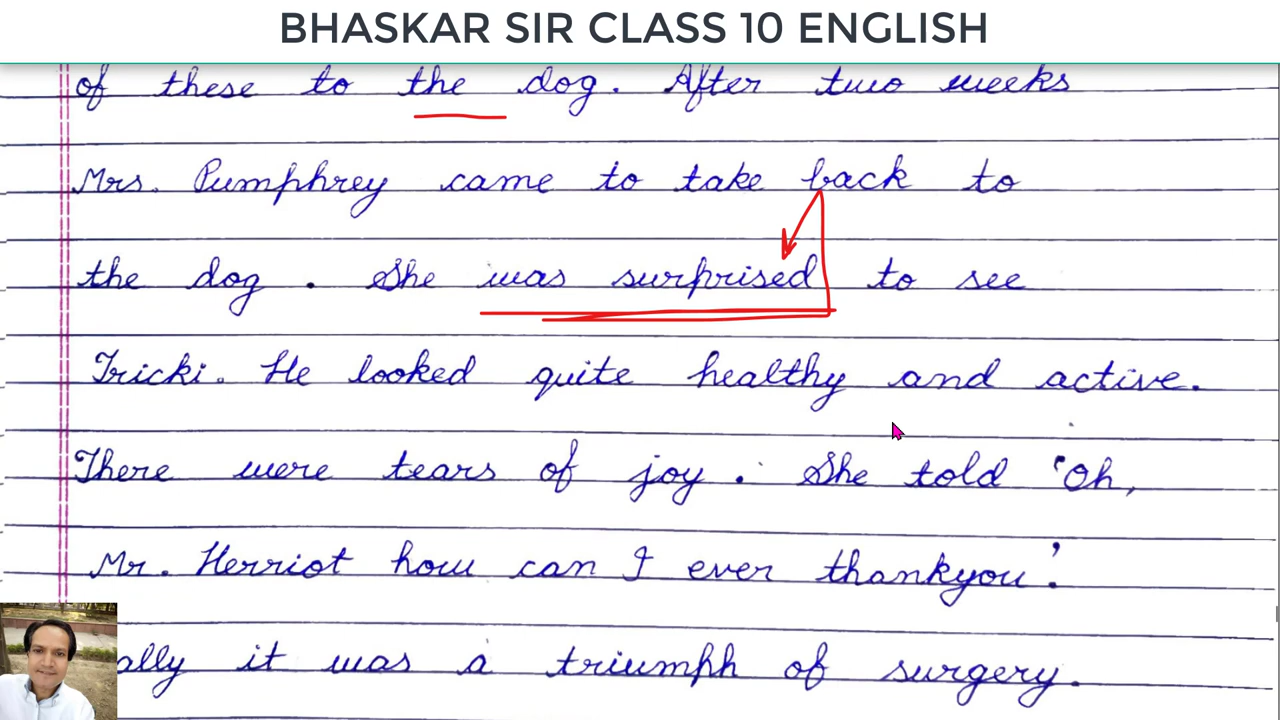 BHASKAR SIR CLASS 10 ENGLISH
of these to the dog. After two weeks
Mrs. Pumphrey came to take back to
the dog. She was surprised to see
Tricki. He looked quite healthy and active.
There were tears of joy. She told 'Oh,
Mr. Herriot how can I ever thankyou'.
ally it was a triumph of surgery.